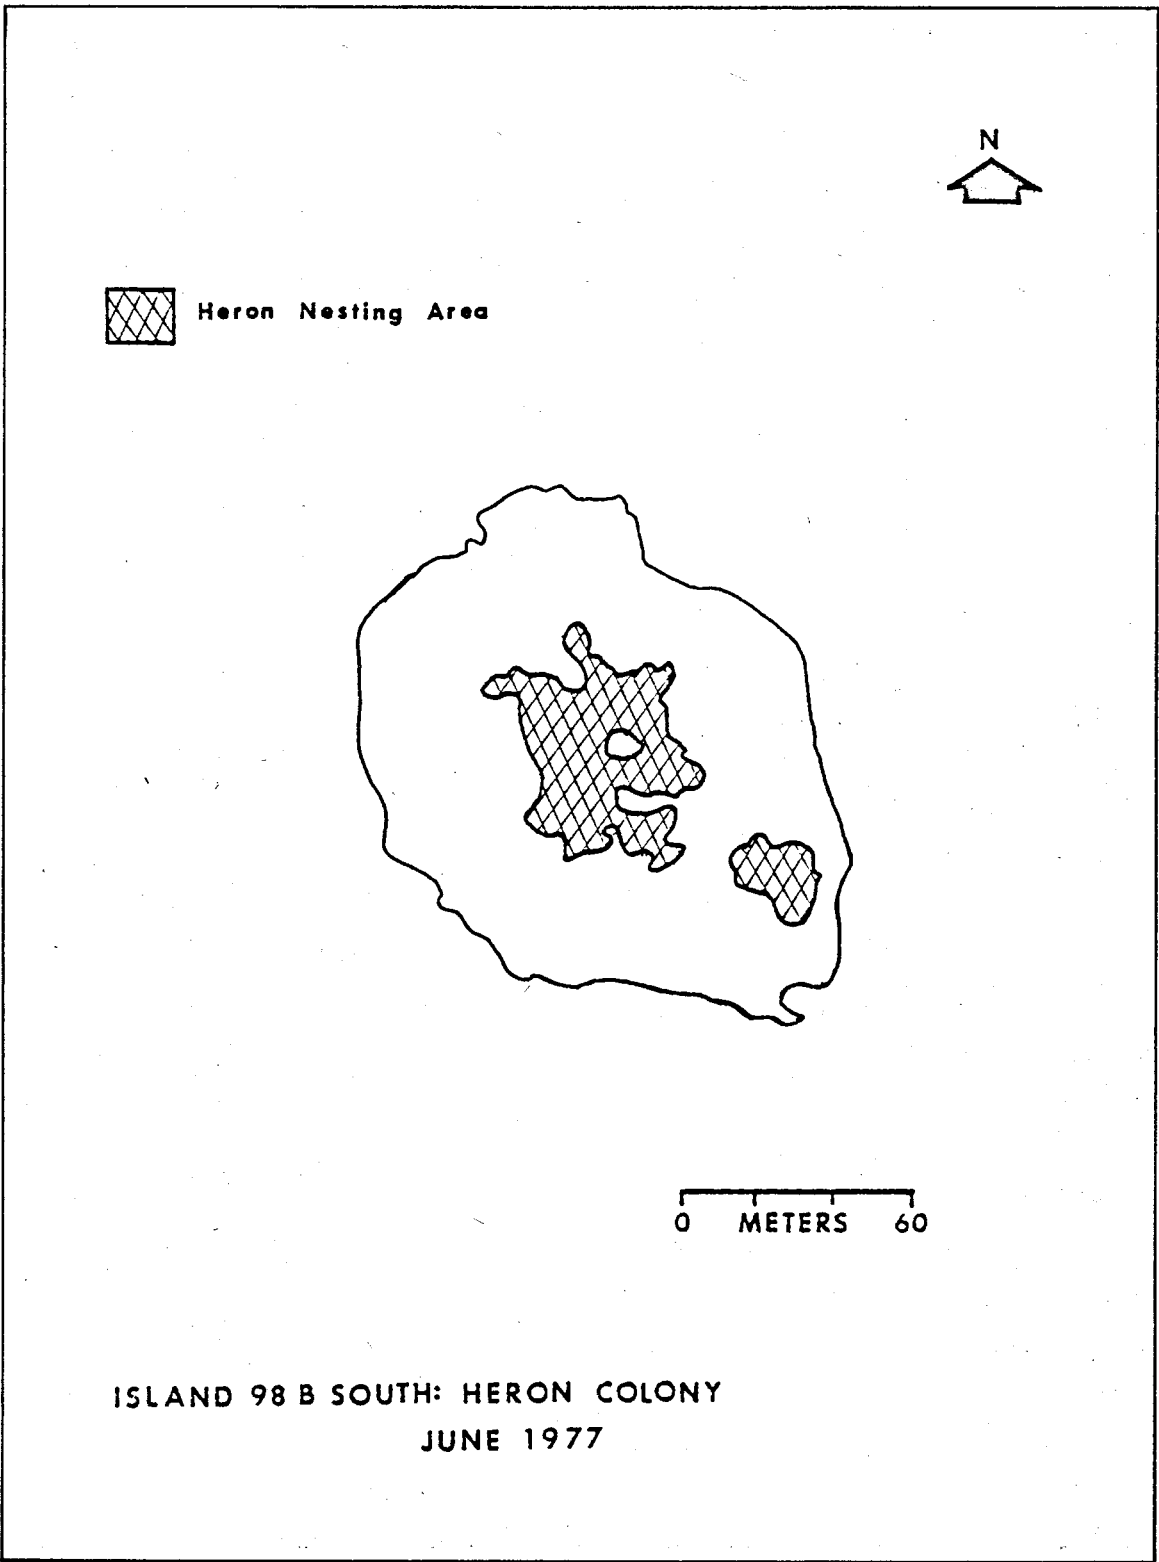 N
Heron Nesting Area
0 METERS 60
ISLAND 98 B SOUTH: HERON COLONY
JUNE 1977